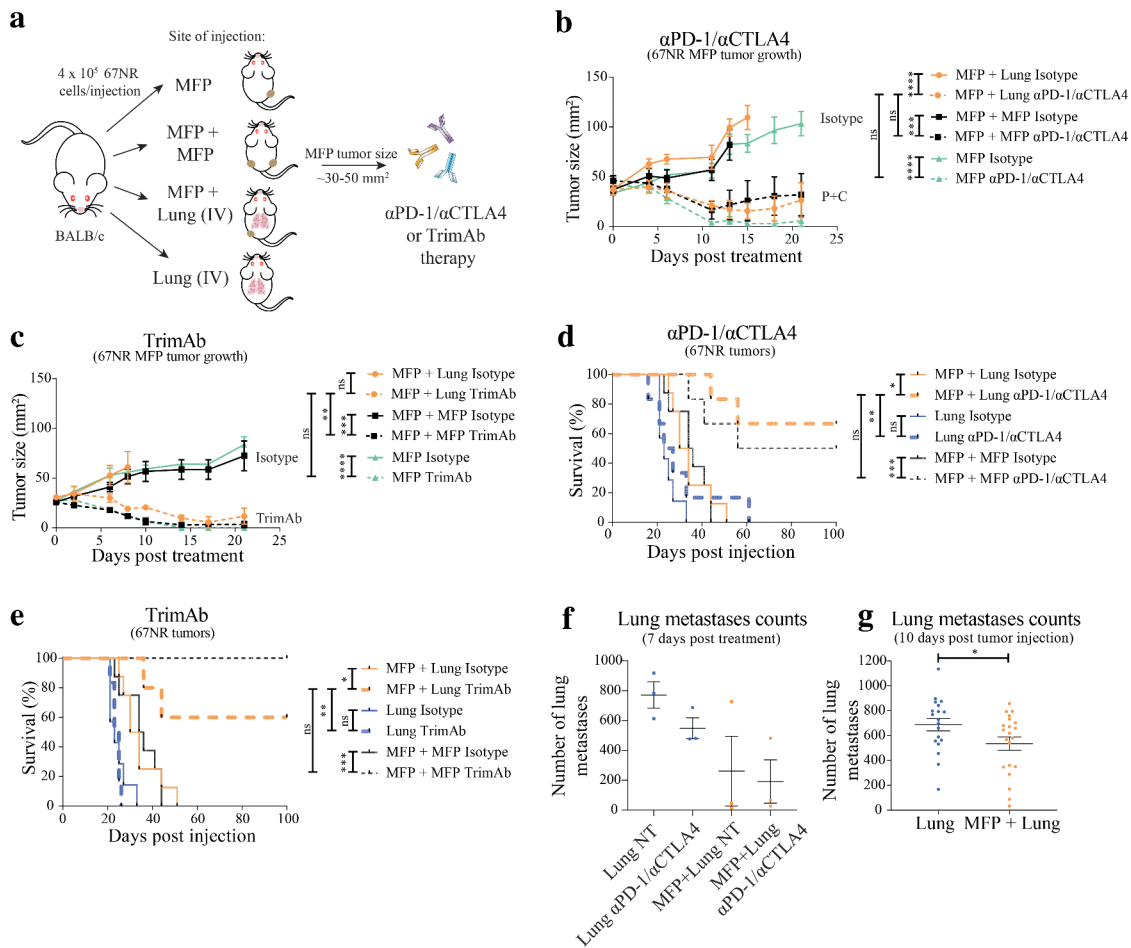 a
Site of injection:
4 x 10⁵ 67NR
cells/injection
MFP
MFP +
MFP
MFP +
Lung (IV)
Lung (IV)
BALB/c
MFP tumor size
~30-50 mm²
αPD-1/αCTLA4
or TrimAb
therapy
b
αPD-1/αCTLA4
(67NR MFP tumor growth)
Tumor size (mm²)
150
100
50
0
0 5 10 15 20 25
Days post treatment
Isotype
P+C
ns
ns
****
***
****
MFP + Lung Isotype
MFP + Lung αPD-1/αCTLA4
MFP + MFP Isotype
MFP + MFP αPD-1/αCTLA4
MFP Isotype
MFP αPD-1/αCTLA4
c
TrimAb
(67NR MFP tumor growth)
Tumor size (mm²)
150
100
50
0
0 5 10 15 20 25
Days post treatment
Isotype
TrimAb
ns
**
ns
***
****
MFP + Lung Isotype
MFP + Lung TrimAb
MFP + MFP Isotype
MFP + MFP TrimAb
MFP Isotype
MFP TrimAb
d
αPD-1/αCTLA4
(67NR tumors)
Survival (%)
100
80
60
40
20
0
0 20 40 60 80 100
Days post injection
ns
**
*
ns
***
MFP + Lung Isotype
MFP + Lung αPD-1/αCTLA4
Lung Isotype
Lung αPD-1/αCTLA4
MFP + MFP Isotype
MFP + MFP αPD-1/αCTLA4
e
TrimAb
(67NR tumors)
Survival (%)
100
80
60
40
20
0
0 20 40 60 80 100
Days post injection
ns
**
*
ns
***
MFP + Lung Isotype
MFP + Lung TrimAb
Lung Isotype
Lung TrimAb
MFP + MFP Isotype
MFP + MFP TrimAb
f
Lung metastases counts
(7 days post treatment)
Number of lung
metastases
1000
800
600
400
200
0
Lung NT
Lung αPD-1/αCTLA4
MFP+Lung NT
MFP+Lung
αPD-1/αCTLA4
g
Lung metastases counts
(10 days post tumor injection)
Number of lung
metastases
1200
1000
800
600
400
200
0
*
Lung
MFP + Lung